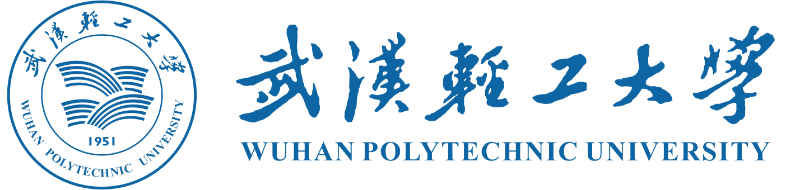 武漢輕工大學
1951
WUHAN POLYTECHNIC UNIVERSITY
武漢輕工大學
WUHAN POLYTECHNIC UNIVERSITY